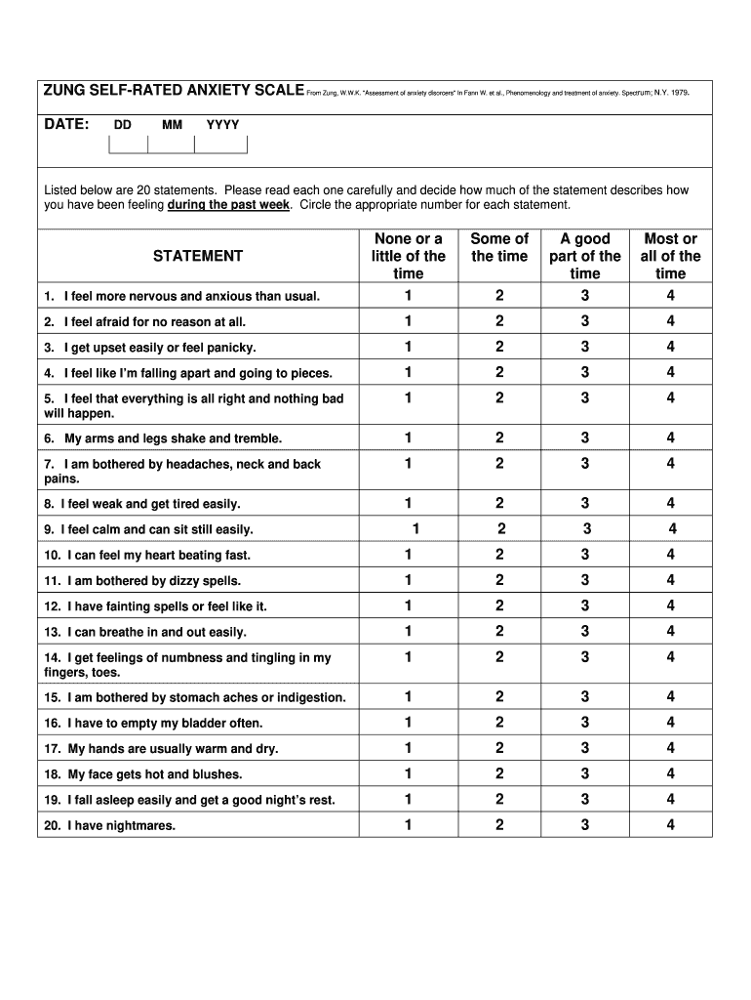 ZUNG SELF-RATED ANXIETY SCALE From Zung, W.W.K. "Assessment of anxiety disorcers" In Fann W. et al., Phenomenology and treatment of anxiety. Spectrum; N.Y. 1979.
DATE: DD MM YYYY
Listed below are 20 statements. Please read each one carefully and decide how much of the statement describes how
you have been feeling during the past week. Circle the appropriate number for each statement.
STATEMENT
None or a
little of the
time
Some of
the time
A good
part of the
time
Most or
all of the
time
1. I feel more nervous and anxious than usual. 1 2 3 4
2. I feel afraid for no reason at all. 1 2 3 4
3. I get upset easily or feel panicky. 1 2 3 4
4. I feel like I'm falling apart and going to pieces. 1 2 3 4
5. I feel that everything is all right and nothing bad 1 2 3 4
will happen.
6. My arms and legs shake and tremble. 1 2 3 4
7. I am bothered by headaches, neck and back 1 2 3 4
pains.
8. I feel weak and get tired easily. 1 2 3 4
9. I feel calm and can sit still easily. 1 2 3 4
10. I can feel my heart beating fast. 1 2 3 4
11. I am bothered by dizzy spells. 1 2 3 4
12. I have fainting spells or feel like it. 1 2 3 4
13. I can breathe in and out easily. 1 2 3 4
14. I get feelings of numbness and tingling in my 1 2 3 4
fingers, toes.
15. I am bothered by stomach aches or indigestion. 1 2 3 4
16. I have to empty my bladder often. 1 2 3 4
17. My hands are usually warm and dry. 1 2 3 4
18. My face gets hot and blushes. 1 2 3 4
19. I fall asleep easily and get a good night's rest. 1 2 3 4
20. I have nightmares. 1 2 3 4